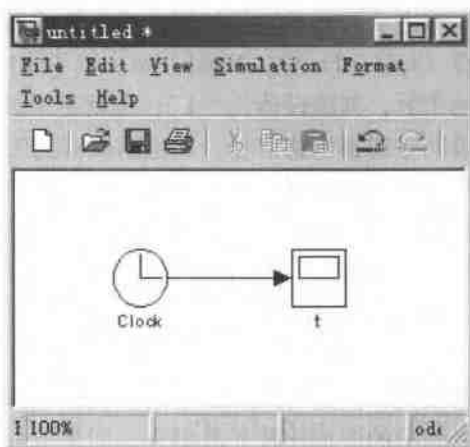 untitled *
File Edit View Simulation Format
Tools Help
Clock
t
100%